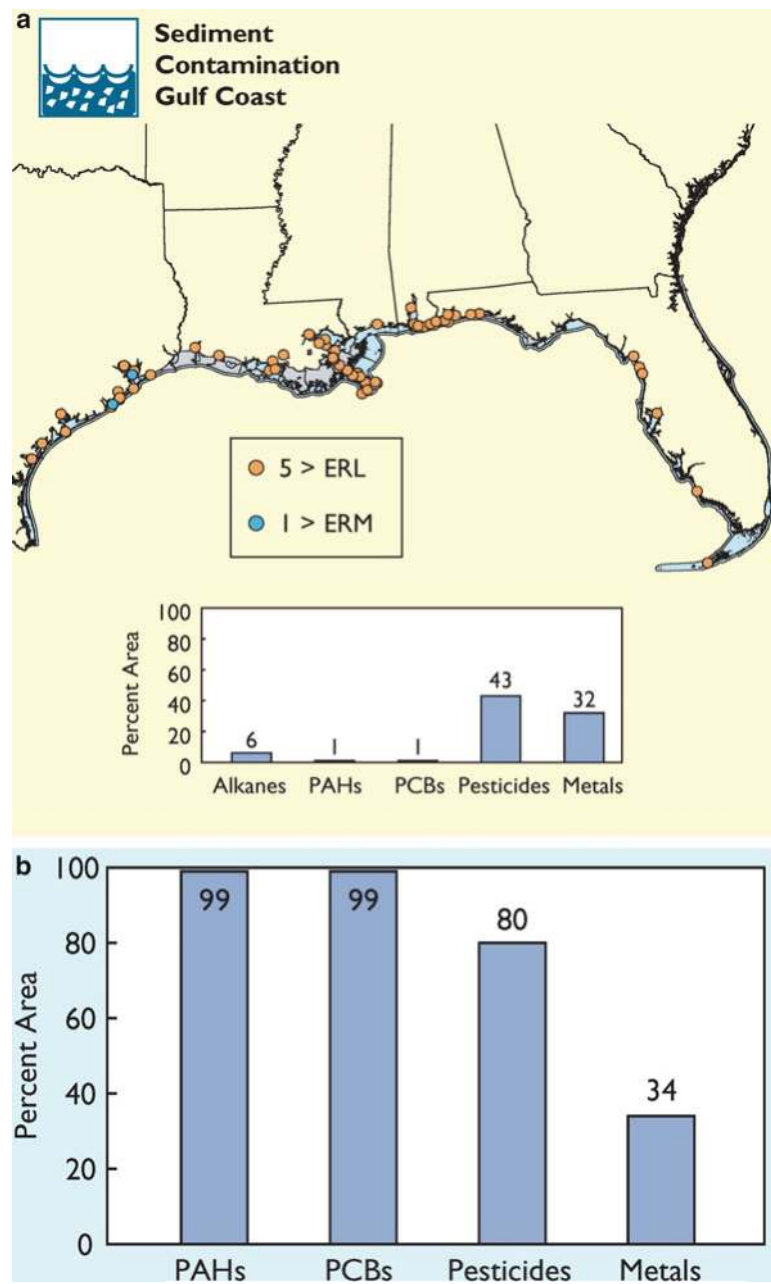 a
Sediment
Contamination
Gulf Coast
5 > ERL
1 > ERM
Percent Area
100
80
60
40
20
0
6
1
1
43
32
Alkanes
PAHs
PCBs
Pesticides
Metals
b
Percent Area
100
80
60
40
20
0
99
99
80
34
PAHs
PCBs
Pesticides
Metals